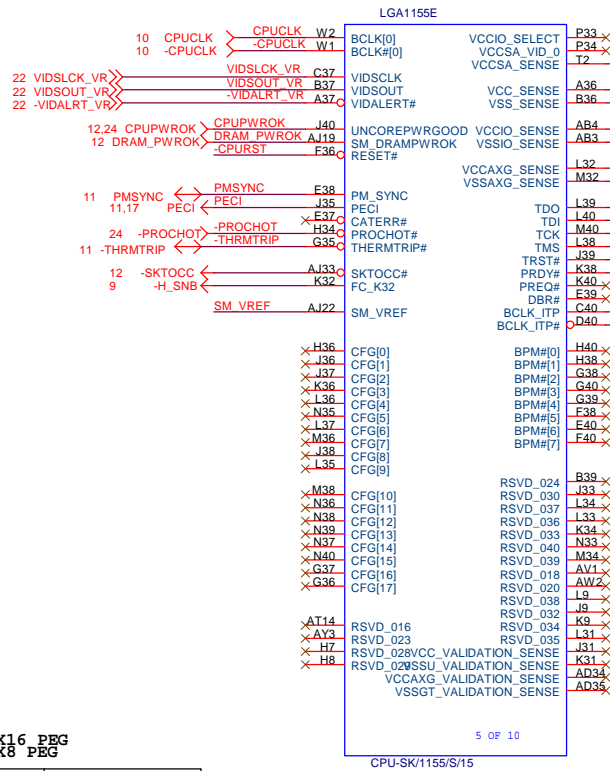 LGA1155E
10 CPUCLK CPUCLK W2 BCLK[0] VCCIO_SELECT P33
10 -CPUCLK -CPUCLK W1 BCLK#[0] VCCSA_VID_0 P34
VCCSA_SENSE T2
22 VIDSLCK_VR VIDSLCK_VR C37 VIDSCLK
22 VIDSOUT_VR VIDSOUT_VR B37 VIDSOUT VCC_SENSE A36
22 -VIDALRT_VR -VIDALRT_VR A37 VIDALERT# VSS_SENSE B36
12,24 CPUPWROK CPUPWROK J40 UNCOREPWRGOOD VCCIO_SENSE AB4
12 DRAM_PWROK DRAM_PWROK AJ19 SM_DRAMPWROK VSSIO_SENSE AB3
-CPURST F36 RESET#
VCCAXG_SENSE L32
VSSAXG_SENSE M32
11 PMSYNC PMSYNC E38 PM_SYNC
11,17 PECI PECI J35 PECI TDO L39
E37 CATERR# TDI L40
24 -PROCHOT -PROCHOT H34 PROCHOT# TCK M40
11 -THRMTRIP -THRMTRIP G35 THERMTRIP# TMS L38
TRST# J39
12 -SKTOCC AJ33 SKTOCC# PRDY# K38
9 -H_SNB K32 FC_K32 PREQ# K40
DBR# E39
SM_VREF AJ22 SM_VREF BCLK_ITP C40
BCLK_ITP# D40
H36 CFG[0] BPM#[0] H40
J36 CFG[1] BPM#[1] H38
J37 CFG[2] BPM#[2] G38
K36 CFG[3] BPM#[3] G40
L36 CFG[4] BPM#[4] G39
N35 CFG[5] BPM#[5] F38
L37 CFG[6] BPM#[6] E40
M36 CFG[7] BPM#[7] F40
J38 CFG[8]
L35 CFG[9]
RSVD_024 B39
M38 CFG[10] RSVD_030 J33
N36 CFG[11] RSVD_037 L34
N38 CFG[12] RSVD_036 L33
N39 CFG[13] RSVD_033 K34
N37 CFG[14] RSVD_040 N33
N40 CFG[15] RSVD_039 M34
G37 CFG[16] RSVD_018 AV1
G36 CFG[17] RSVD_020 AW2
RSVD_038 L9
RSVD_032 J9
AT14 RSVD_016 RSVD_034 K9
AY3 RSVD_023 RSVD_035 L31
H7 RSVD_028 VCC_VALIDATION_SENSE J31
H8 RSVD_029 VSSU_VALIDATION_SENSE K31
VCCAXG_VALIDATION_SENSE AD34
VSSGT_VALIDATION_SENSE AD35
5 OF 10
X16 PEG
X8 PEG
CPU-SK/1155/S/15